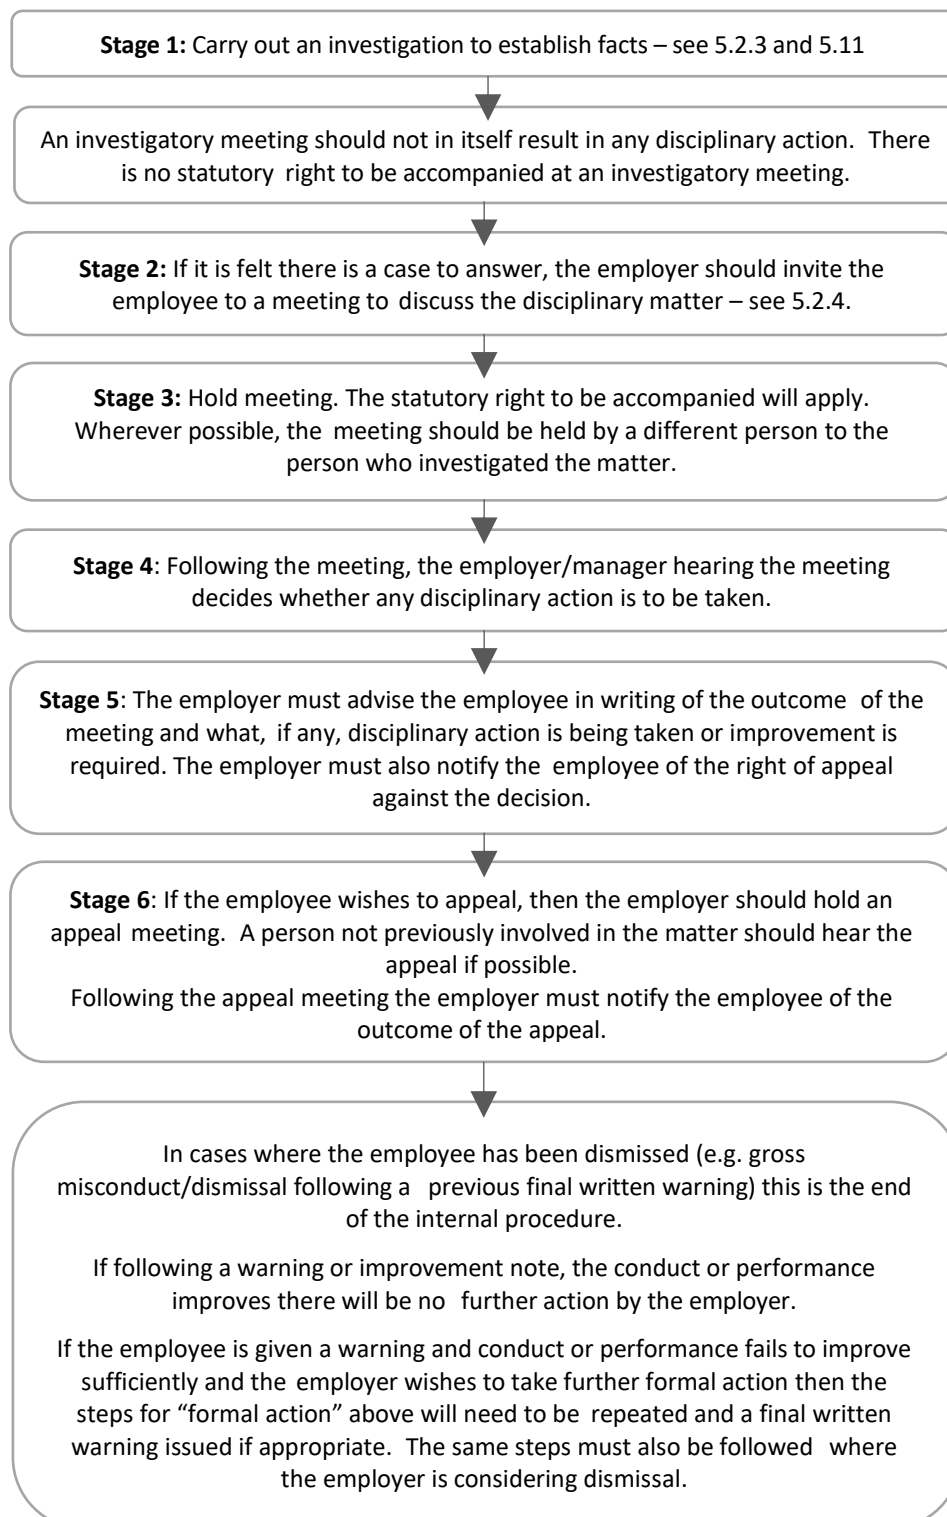 Stage 1: Carry out an investigation to establish facts – see 5.2.3 and 5.11
An investigatory meeting should not in itself result in any disciplinary action. There
is no statutory right to be accompanied at an investigatory meeting.
Stage 2: If it is felt there is a case to answer, the employer should invite the
employee to a meeting to discuss the disciplinary matter – see 5.2.4.
Stage 3: Hold meeting. The statutory right to be accompanied will apply.
Wherever possible, the meeting should be held by a different person to the
person who investigated the matter.
Stage 4: Following the meeting, the employer/manager hearing the meeting
decides whether any disciplinary action is to be taken.
Stage 5: The employer must advise the employee in writing of the outcome of the
meeting and what, if any, disciplinary action is being taken or improvement is
required. The employer must also notify the employee of the right of appeal
against the decision.
Stage 6: If the employee wishes to appeal, then the employer should hold an
appeal meeting. A person not previously involved in the matter should hear the
appeal if possible.
Following the appeal meeting the employer must notify the employee of the
outcome of the appeal.
In cases where the employee has been dismissed (e.g. gross
misconduct/dismissal following a previous final written warning) this is the end
of the internal procedure.
If following a warning or improvement note, the conduct or performance
improves there will be no further action by the employer.
If the employee is given a warning and conduct or performance fails to improve
sufficiently and the employer wishes to take further formal action then the
steps for “formal action” above will need to be repeated and a final written
warning issued if appropriate. The same steps must also be followed where
the employer is considering dismissal.